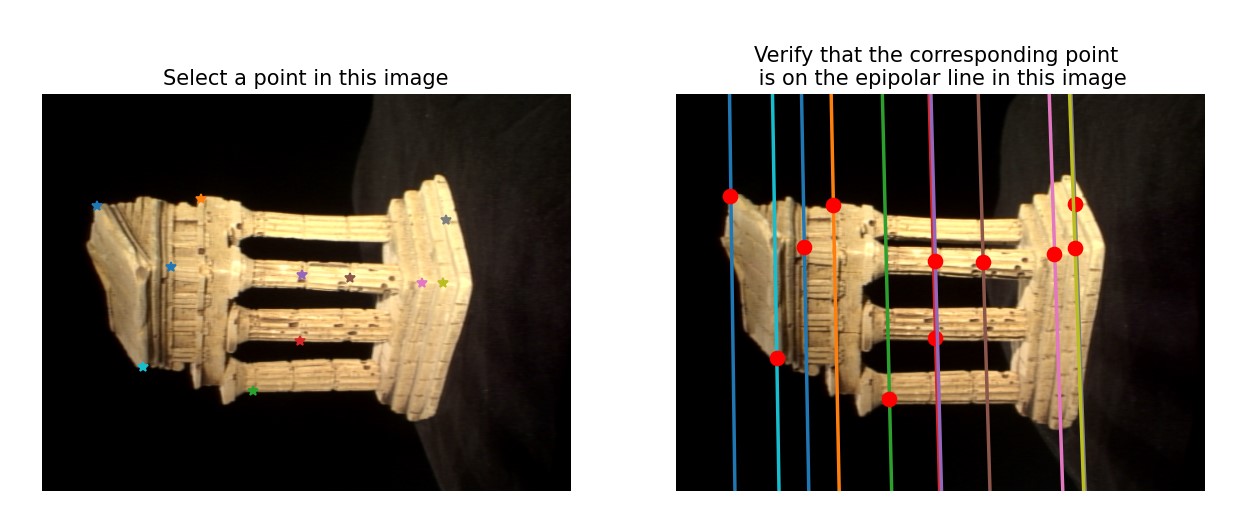 Select a point in this image
Verify that the corresponding point
is on the epipolar line in this image